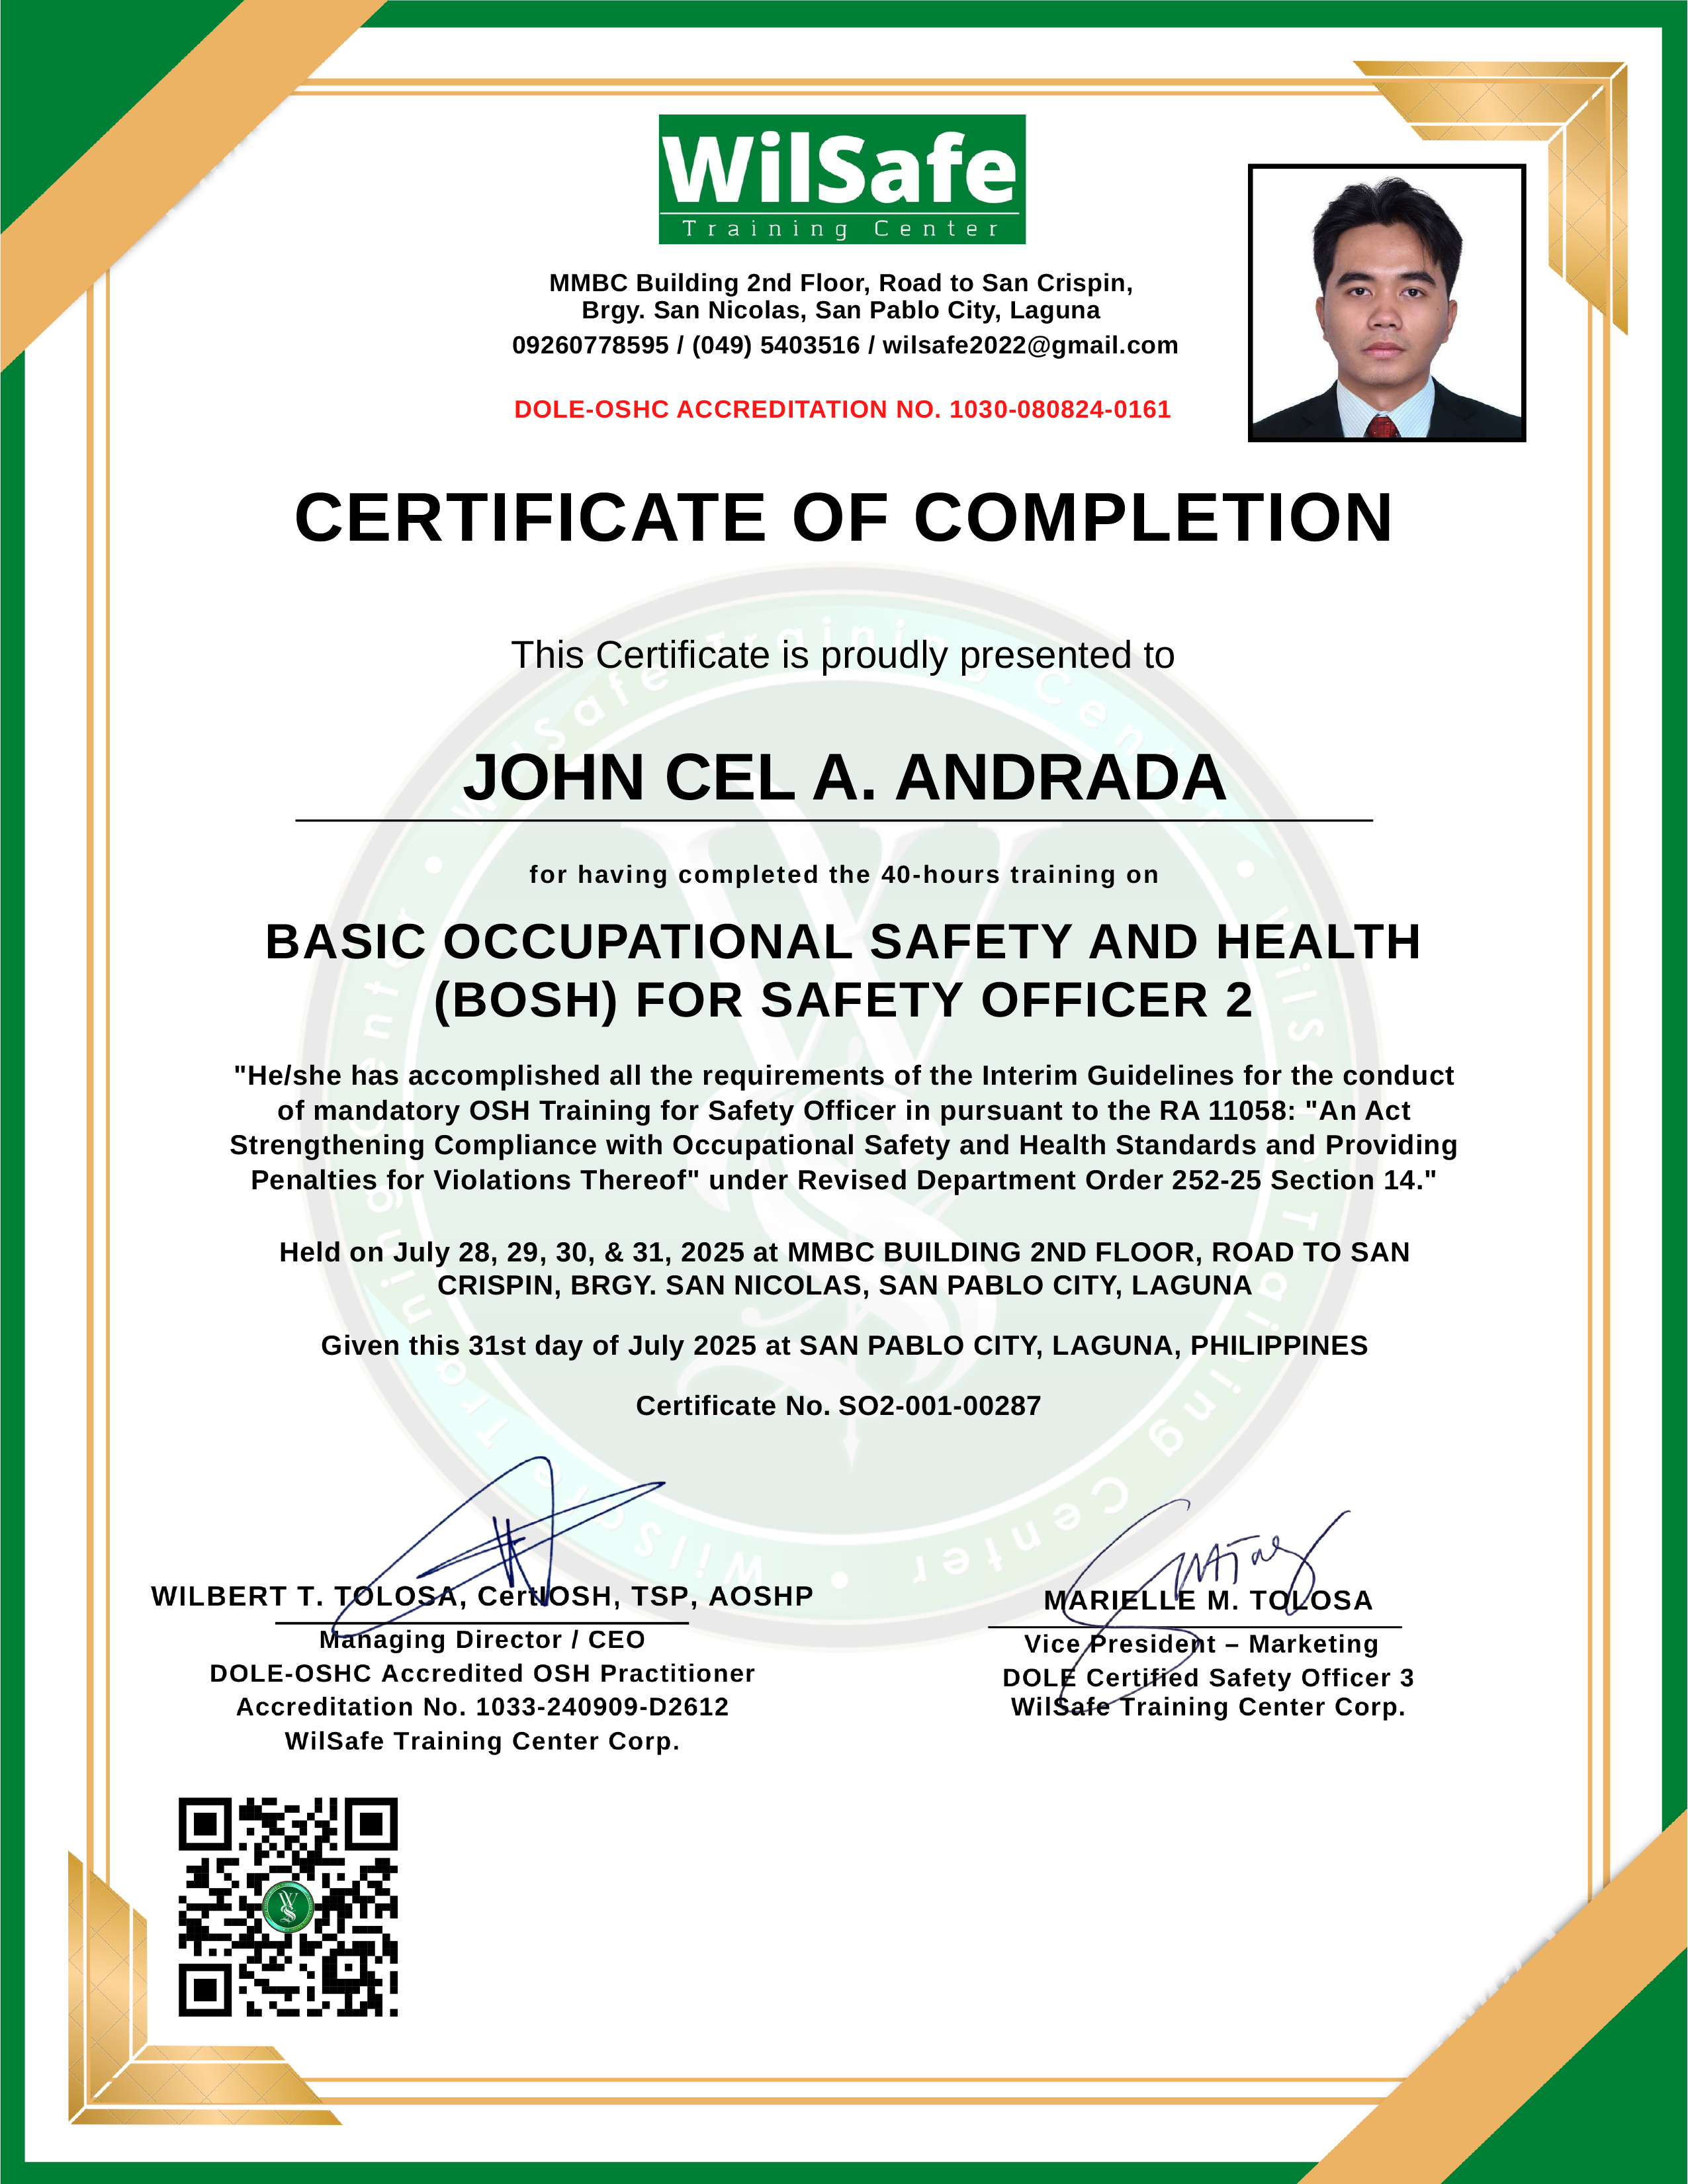 WilSafe
Training Center
MMBC Building 2nd Floor, Road to San Crispin,
Brgy. San Nicolas, San Pablo City, Laguna
09260778595 / (049) 5403516 / wilsafe2022@gmail.com
DOLE-OSHC ACCREDITATION NO. 1030-080824-0161
CERTIFICATE OF COMPLETION
This Certificate is proudly presented to
JOHN CEL A. ANDRADA
for having completed the 40-hours training on
BASIC OCCUPATIONAL SAFETY AND HEALTH
(BOSH) FOR SAFETY OFFICER 2
"He/she has accomplished all the requirements of the Interim Guidelines for the conduct
of mandatory OSH Training for Safety Officer in pursuant to the RA 11058: "An Act
Strengthening Compliance with Occupational Safety and Health Standards and Providing
Penalties for Violations Thereof" under Revised Department Order 252-25 Section 14."
Held on July 28, 29, 30, & 31, 2025 at MMBC BUILDING 2ND FLOOR, ROAD TO SAN
CRISPIN, BRGY. SAN NICOLAS, SAN PABLO CITY, LAGUNA
Given this 31st day of July 2025 at SAN PABLO CITY, LAGUNA, PHILIPPINES
Certificate No. SO2-001-00287
WILBERT T. TOLOSA, CertIOSH, TSP, AOSHP
Managing Director / CEO
DOLE-OSHC Accredited OSH Practitioner
Accreditation No. 1033-240909-D2612
WilSafe Training Center Corp.
MARIELLE M. TOLOSA
Vice President – Marketing
DOLE Certified Safety Officer 3
WilSafe Training Center Corp.
WilSafe Training Center • WilSafe Training Center • WilSafe Training Center •